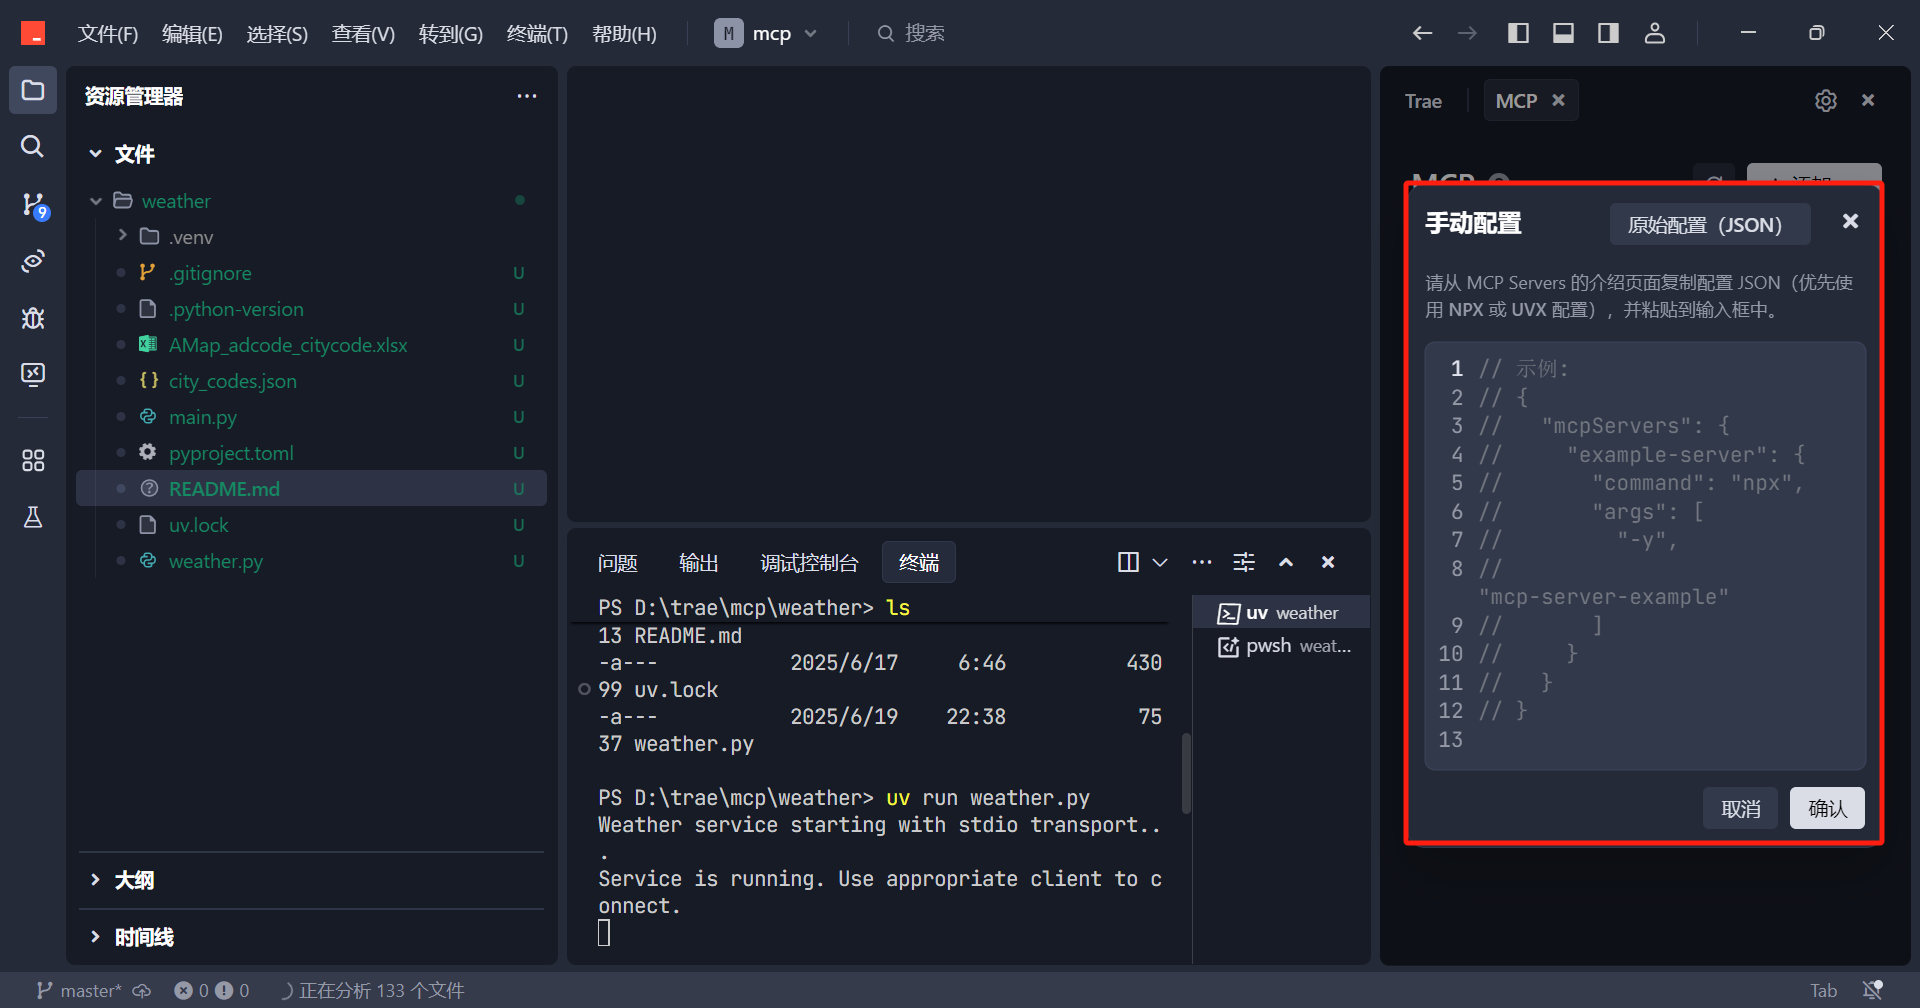 文件(F) 编辑(E) 选择(S) 查看(V) 转到(G) 终端(T) 帮助(H) M mcp 搜索
资源管理器
文件
weather
.venv
.gitignore U
.python-version U
AMap_adcode_citycode.xlsx U
city_codes.json U
main.py U
pyproject.toml U
README.md U
uv.lock U
weather.py U
大纲
时间线
9
问题 输出 调试控制台 终端
PS D:\trae\mcp\weather> ls
13 README.md
-a--- 2025/6/17 6:46 430
99 uv.lock
-a--- 2025/6/19 22:38 75
37 weather.py
PS D:\trae\mcp\weather> uv run weather.py
Weather service starting with stdio transport..
.
Service is running. Use appropriate client to c
onnect.
uv weather
pwsh weat...
Trae MCP
MCP 添加
手动配置 原始配置（JSON）
请从 MCP Servers 的介绍页面复制配置 JSON（优先使
用 NPX 或 UVX 配置），并粘贴到输入框中。
1 // 示例:
2 // {
3 // "mcpServers": {
4 // "example-server": {
5 // "command": "npx",
6 // "args": [
7 // "-y",
8 //
"mcp-server-example"
9 // ]
10 // }
11 // }
12 // }
13
取消 确认
master* 0 0 正在分析 133 个文件 Tab